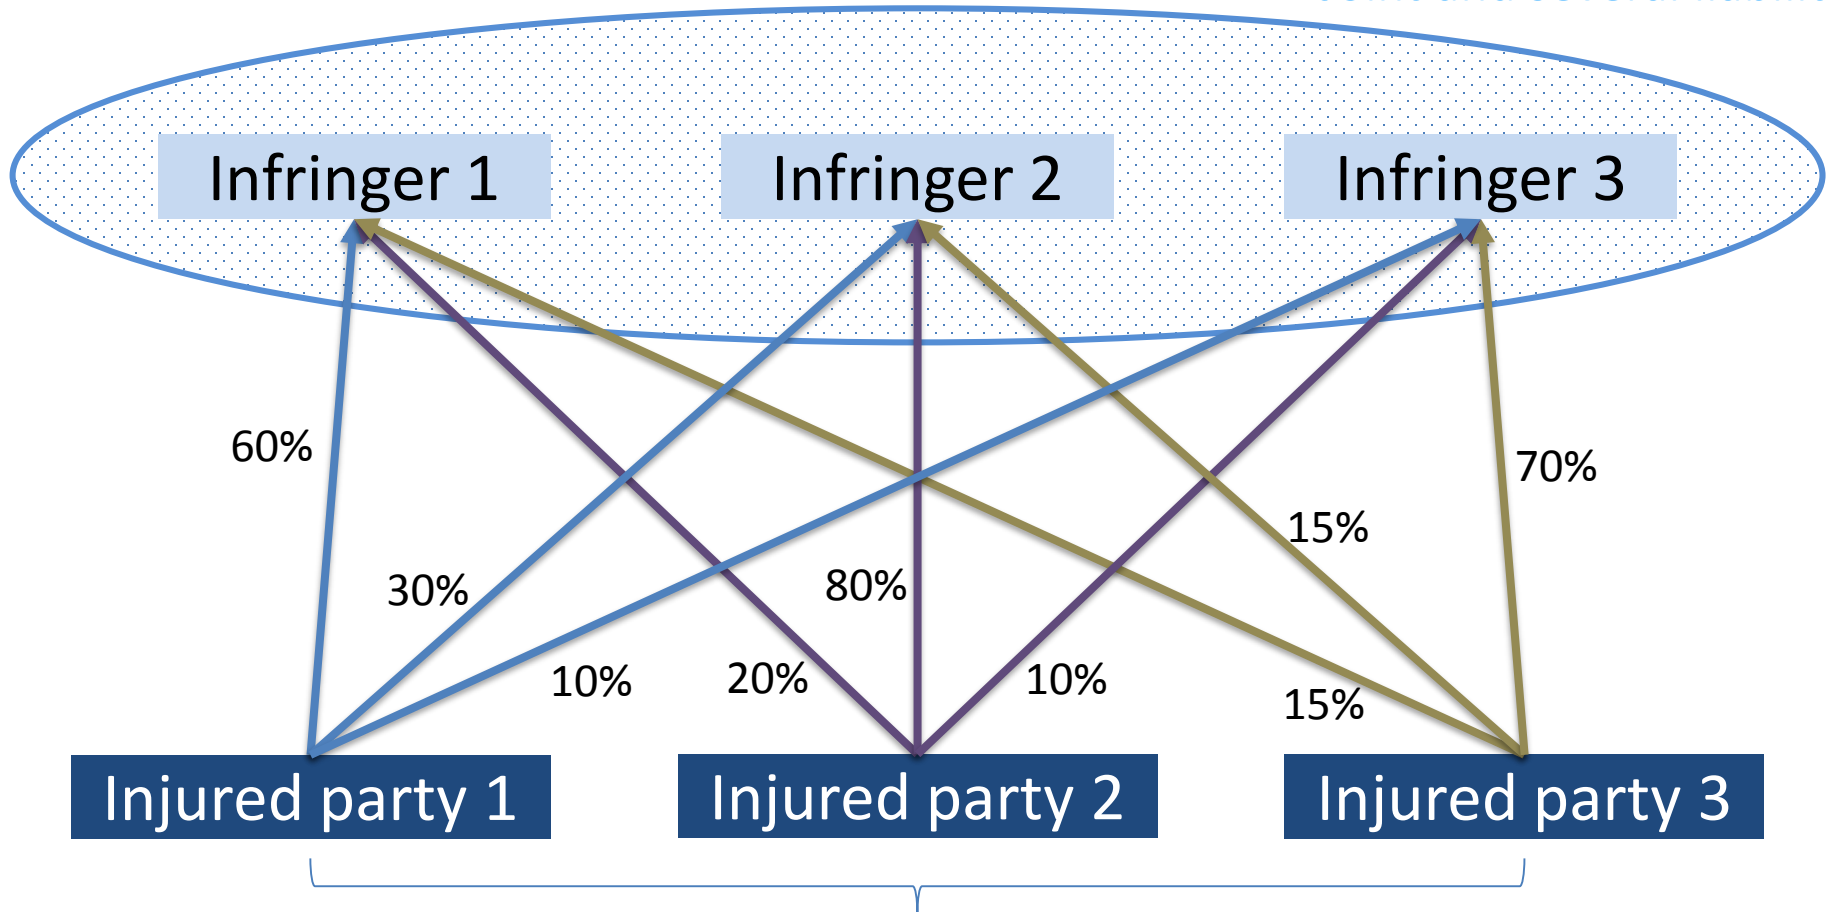 Infringer 1
Infringer 2
Infringer 3
60%
70%
15%
30%
80%
10%
20%
10%
15%
Injured party 1
Injured party 2
Injured party 3